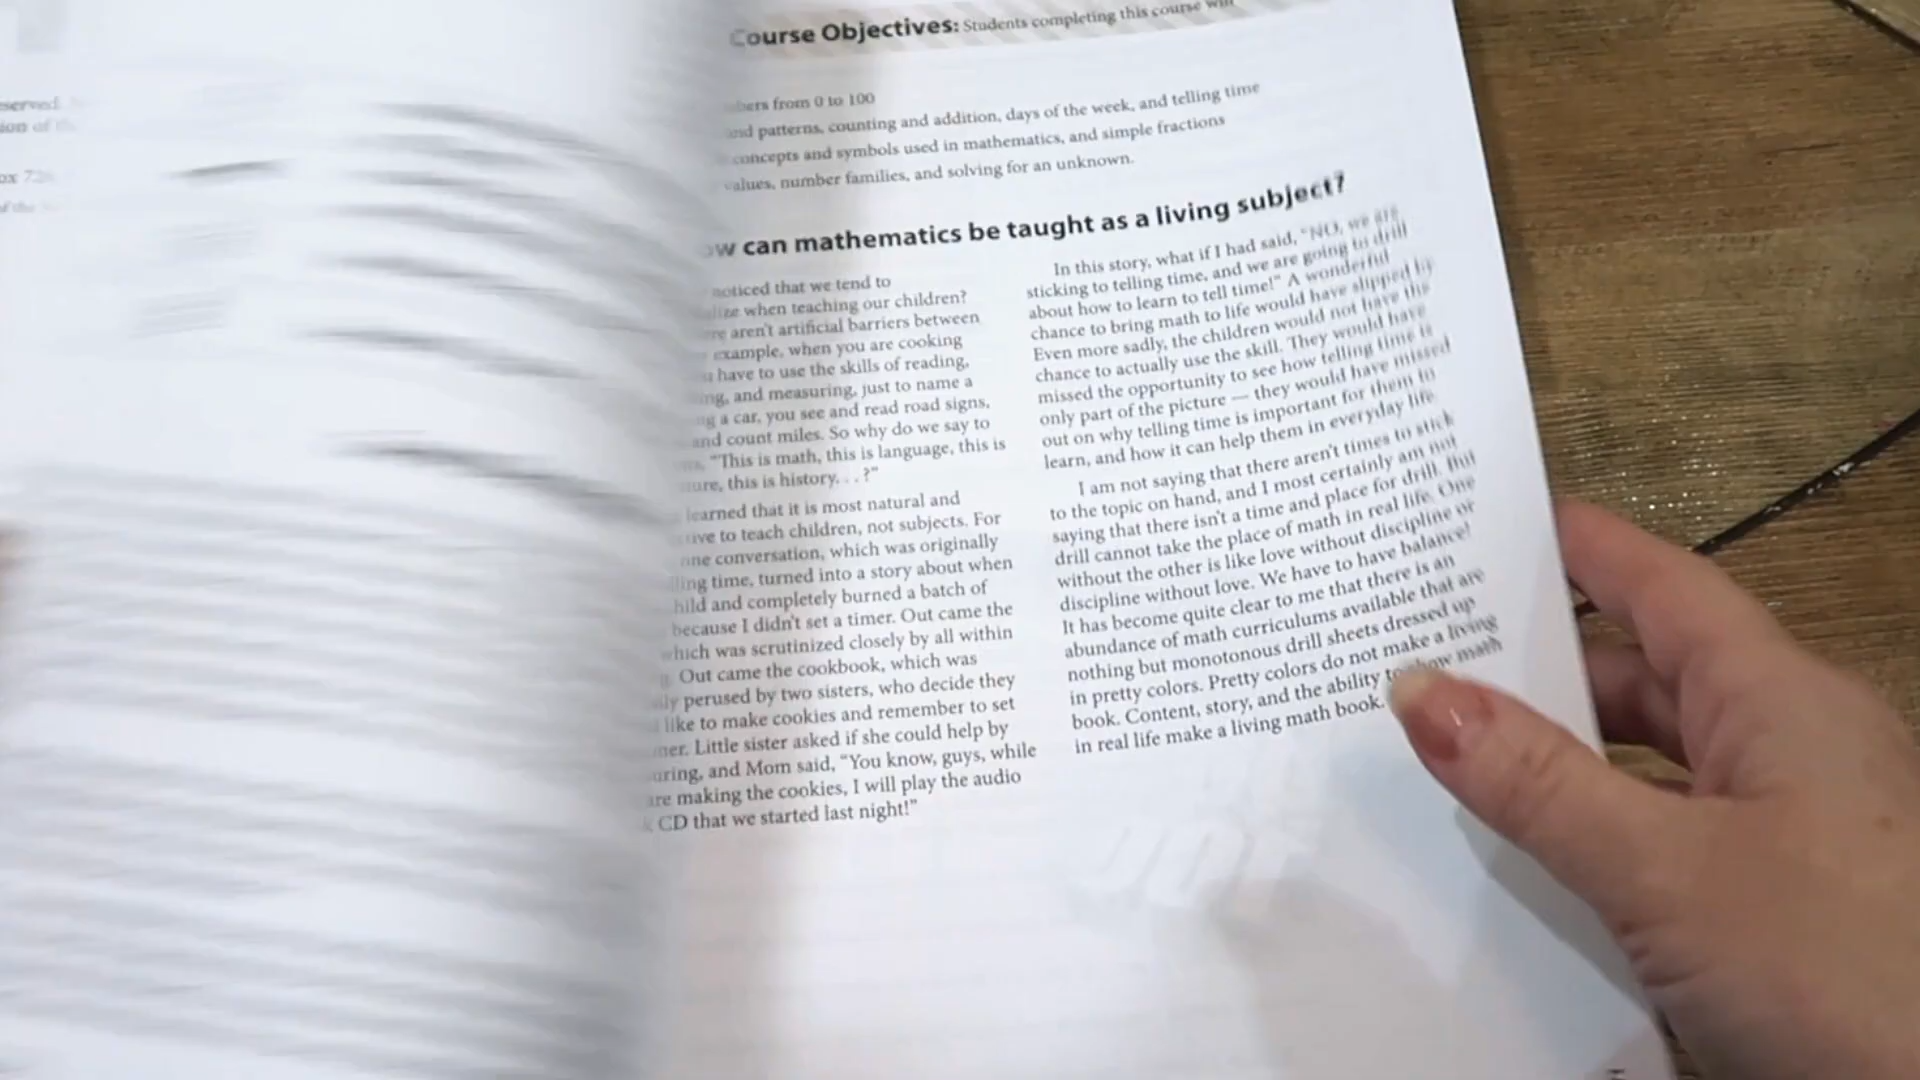 served.
ion of
ox 72
of the
Course Objectives: Students completing this course will
from 0 to 100
and patterns, counting and addition, days of the week, and telling time
concepts and symbols used in mathematics, and simple fractions
values, number families, and solving for an unknown.
ow can mathematics be taught as a living subject?
noticed that we tend to
when teaching our children?
aren't artificial barriers between
example, when you are cooking
have to use the skills of reading,
ing, and measuring, just to name a
a car, you see and read road signs,
and count miles. So why do we say to
"This is math, this is language, this is
ure, this is history. . . ?"
learned that it is most natural and
ive to teach children, not subjects. For
one conversation, which was originally
ling time, turned into a story about when
hild and completely burned a batch of
because I didn't set a timer. Out came the
which was scrutinized closely by all within
Out came the cookbook, which was
perused by two sisters, who decide they
like to make cookies and remember to set
mer. Little sister asked if she could help by
uring, and Mom said, "You know, guys, while
are making the cookies, I will play the audio
k CD that we started last night!"
In this story, what if I had said, "NO, we are
sticking to telling time, and we are going to drill
about how to learn to tell time!" A wonderful
chance to bring math to life would have slipped by
Even more sadly, the children would not have the
chance to actually use the skill. They would have
missed the opportunity to see how telling time is
only part of the picture — they would have missed
out on why telling time is important for them to
learn, and how it can help them in everyday life.
I am not saying that there aren't times to stick
to the topic on hand, and I most certainly am not
saying that there isn't a time and place for drill. But
drill cannot take the place of math in real life. One
without the other is like love without discipline or
discipline without love. We have to have balance!
It has become quite clear to me that there is an
abundance of math curriculums available that are
nothing but monotonous drill sheets dressed up
in pretty colors. Pretty colors do not make a living
book. Content, story, and the ability to show math
in real life make a living math book.